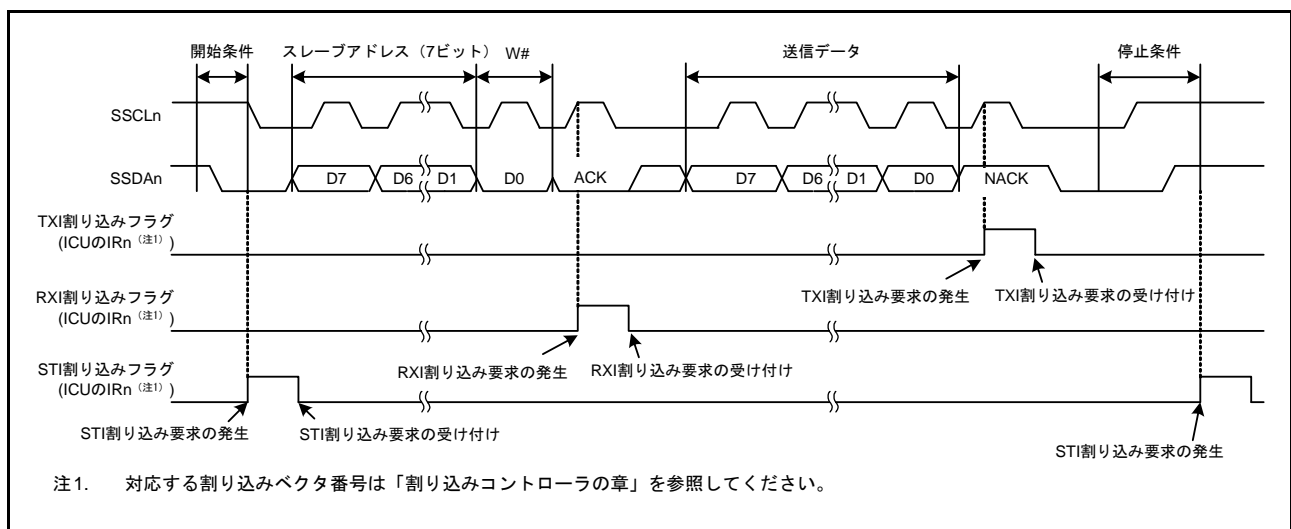 開始条件 スレーブアドレス（7ビット） W# 送信データ 停止条件
SSCLn
SSDAn D7 D6 D1 D0 ACK D7 D6 D1 D0 NACK
TXI割り込みフラグ
(ICUのIRn（注1）)
TXI割り込み要求の発生 TXI割り込み要求の受け付け
RXI割り込みフラグ
(ICUのIRn（注1）)
RXI割り込み要求の発生 RXI割り込み要求の受け付け
STI割り込みフラグ
(ICUのIRn（注1）)
STI割り込み要求の発生 STI割り込み要求の受け付け STI割り込み要求の発生
注1. 対応する割り込みベクタ番号は「割り込みコントローラの章」を参照してください。